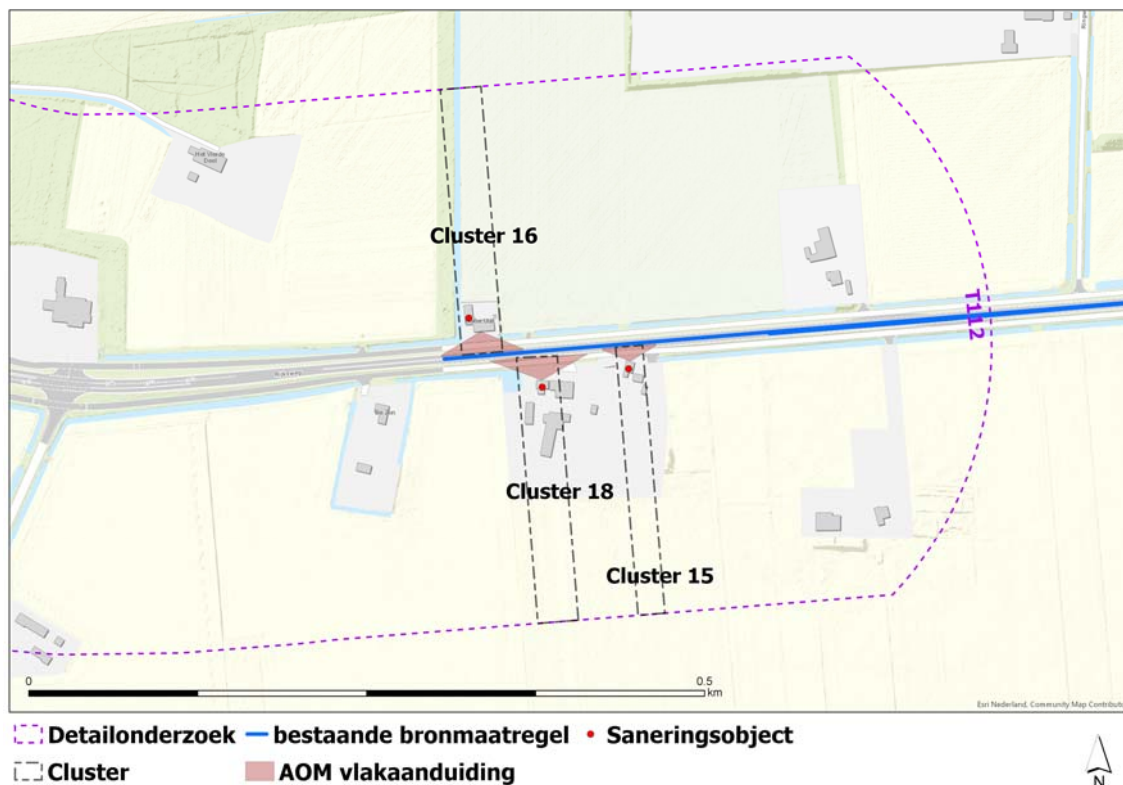 Cluster 16
T112
Cluster 18
Cluster 15
0
0.5
km
Esri Nederland, Community Map Contribut
Detailonderzoek
bestaande bronmaatregel
Saneringsobject
Cluster
AOM vlakaanduiding
N